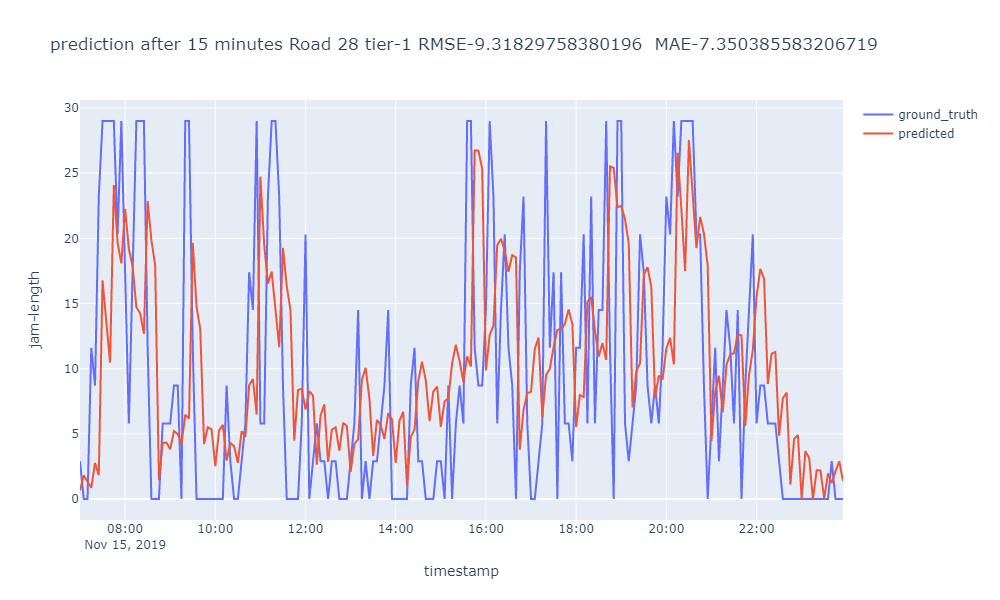 prediction after 15 minutes Road 28 tier-1 RMSE-9.31829758380196  MAE-7.350385583206719
ground_truth
predicted
jam-length
30
25
20
15
10
5
0
08:00 10:00 12:00 14:00 16:00 18:00 20:00 22:00
Nov 15, 2019
timestamp